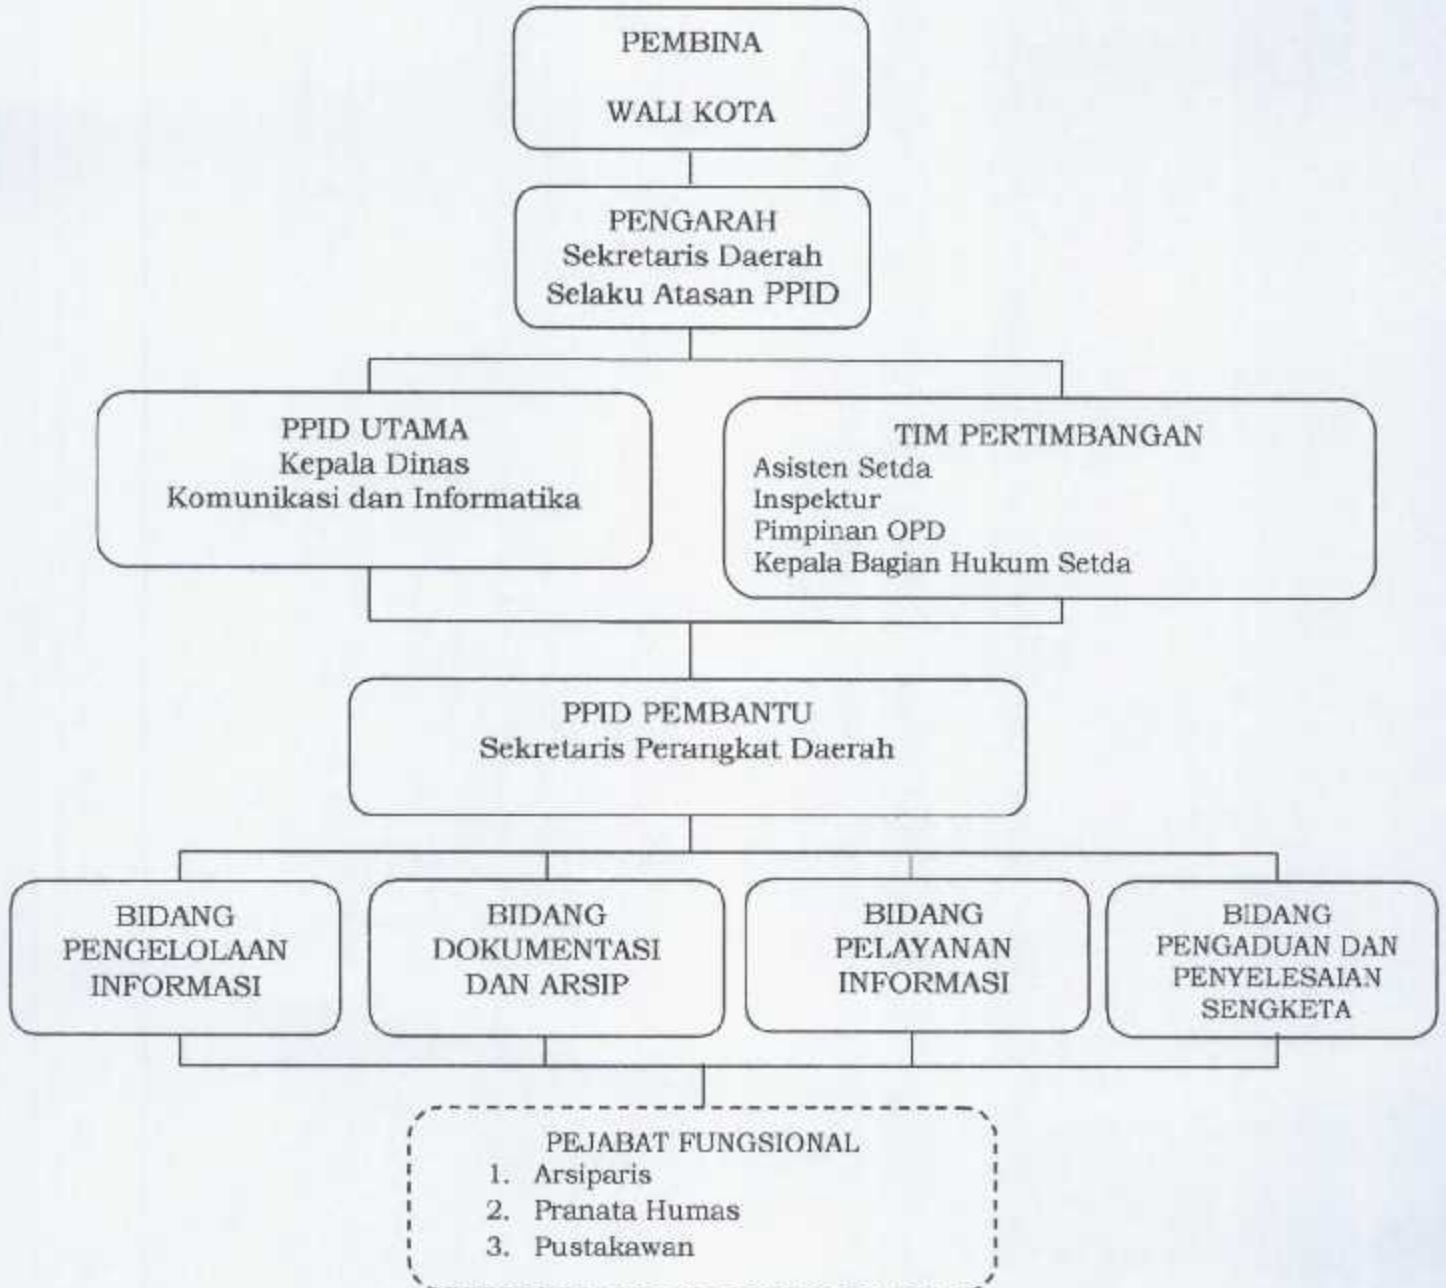 PEMBINA
WALI KOTA
PENGARAH
Sekretaris Daerah
Selaku Atasan PPID
PPID UTAMA
Kepala Dinas
Komunikasi dan Informatika
TIM PERTIMBANGAN
Asisten Setda
Inspektur
Pimpinan OPD
Kepala Bagian Hukum Setda
PPID PEMBANTU
Sekretaris Perangkat Daerah
BIDANG
PENGELOLAAN
INFORMASI
BIDANG
DOKUMENTASI
DAN ARSIP
BIDANG
PELAYANAN
INFORMASI
BIDANG
PENGADUAN DAN
PENYELESAIAN
SENGKETA
PEJABAT FUNGSIONAL
1. Arsiparis
2. Pranata Humas
3. Pustakawan